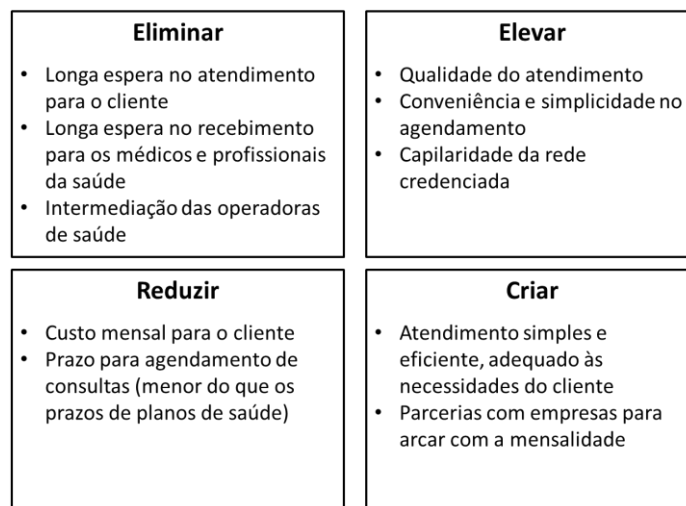 Eliminar
• Longa espera no atendimento
para o cliente
• Longa espera no recebimento
para os médicos e profissionais
da saúde
• Intermediação das operadoras
de saúde
Elevar
• Qualidade do atendimento
• Conveniência e simplicidade no
agendamento
• Capilaridade da rede
credenciada
Reduzir
• Custo mensal para o cliente
• Prazo para agendamento de
consultas (menor do que os
prazos de planos de saúde)
Criar
• Atendimento simples e
eficiente, adequado às
necessidades do cliente
• Parcerias com empresas para
arcar com a mensalidade